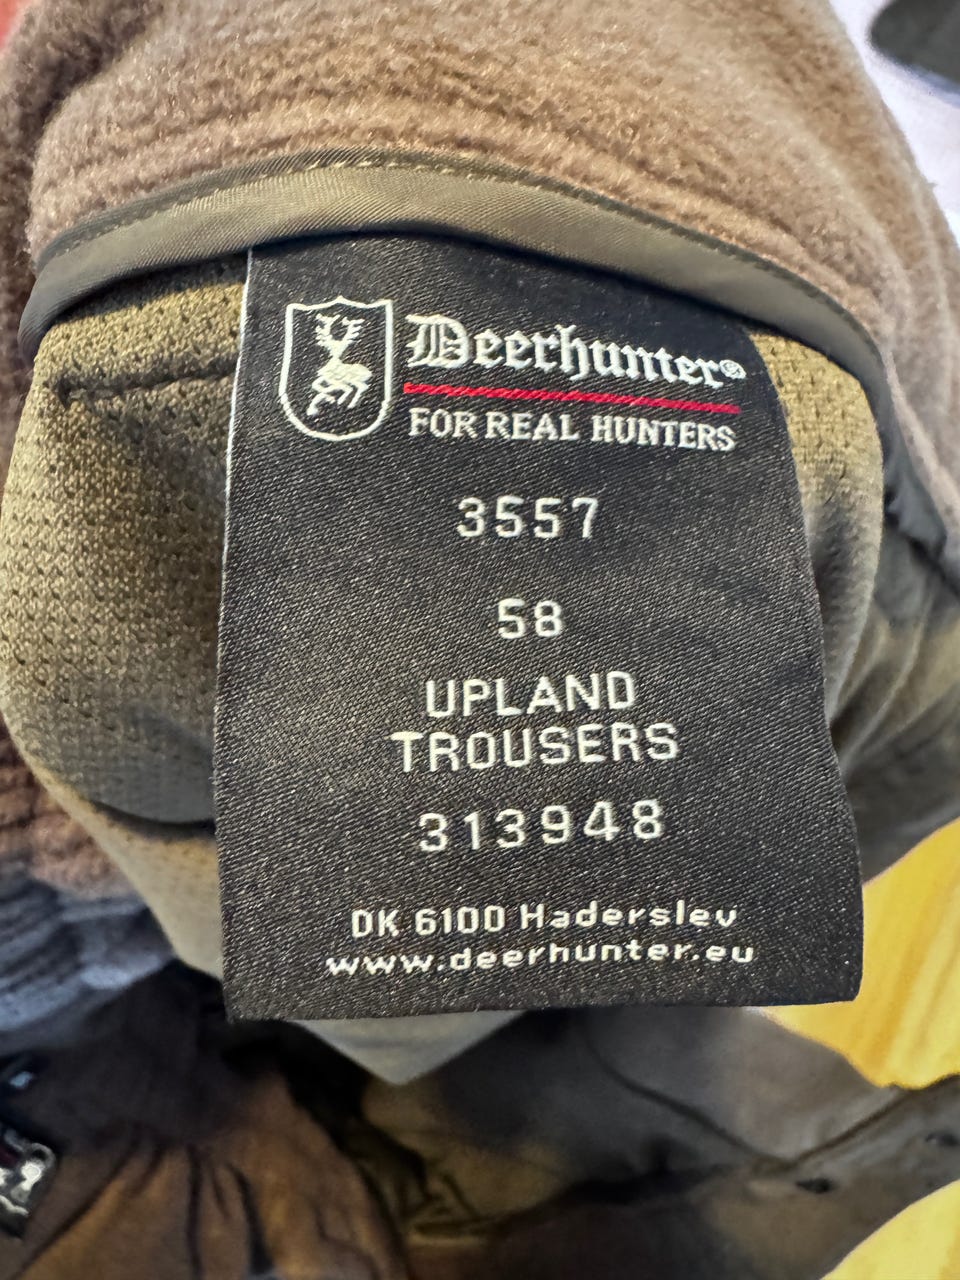 Deerhunter®
FOR REAL HUNTERS
3557
58
UPLAND
TROUSERS
313948
DK 6100 Haderslev
www.deerhunter.eu